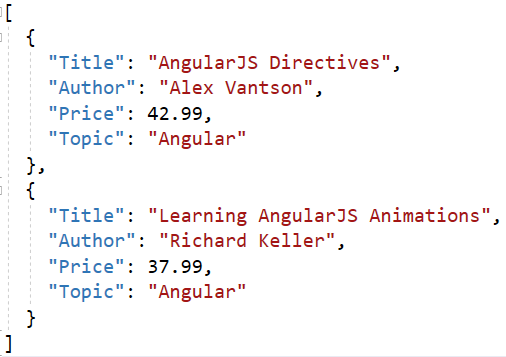 [
  {
    "Title": "AngularJS Directives",
    "Author": "Alex Vantson",
    "Price": 42.99,
    "Topic": "Angular"
  },
  {
    "Title": "Learning AngularJS Animations",
    "Author": "Richard Keller",
    "Price": 37.99,
    "Topic": "Angular"
  }
]